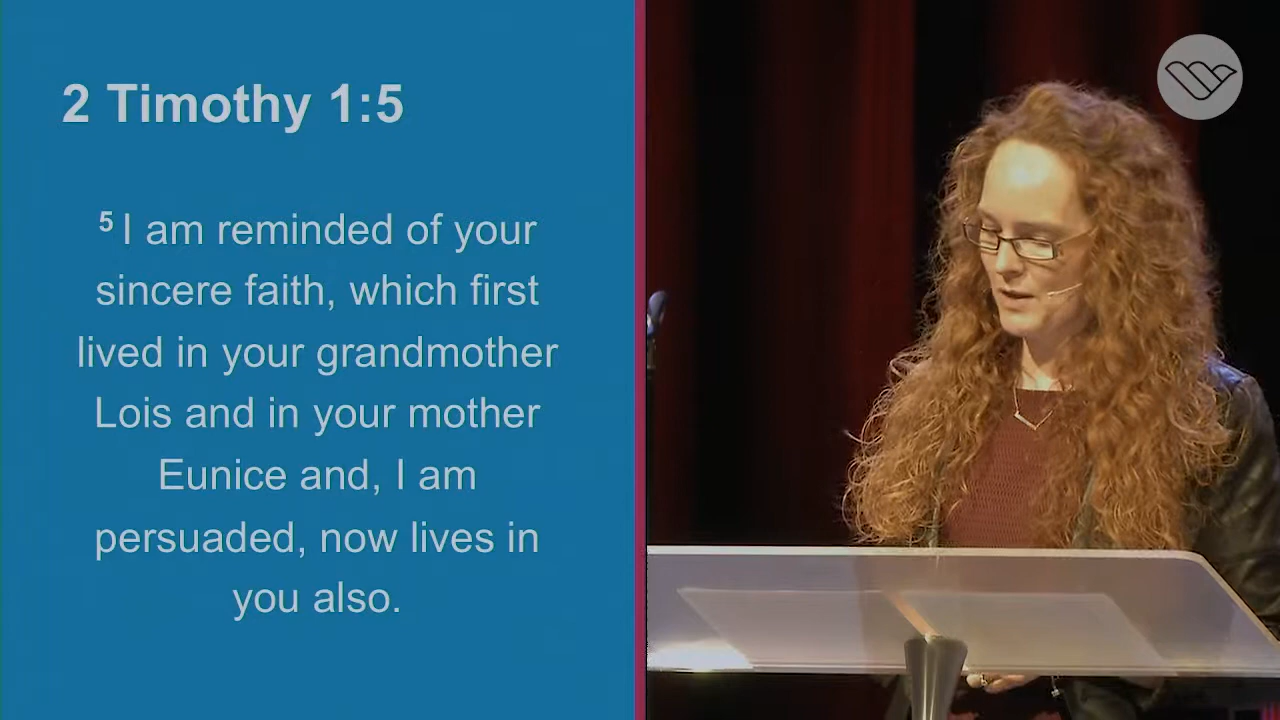 2 Timothy 1:5
5 I am reminded of your
sincere faith, which first
lived in your grandmother
Lois and in your mother
Eunice and, I am
persuaded, now lives in
you also.